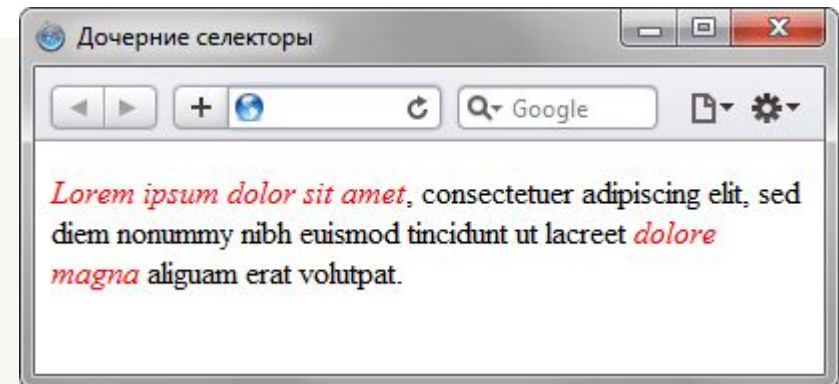 Дочерние селекторы
Google
Lorem ipsum dolor sit amet, consectetuer adipiscing elit, sed
diem nonummy nibh euismod tincidunt ut lacreet dolore
magna aliguam erat volutpat.